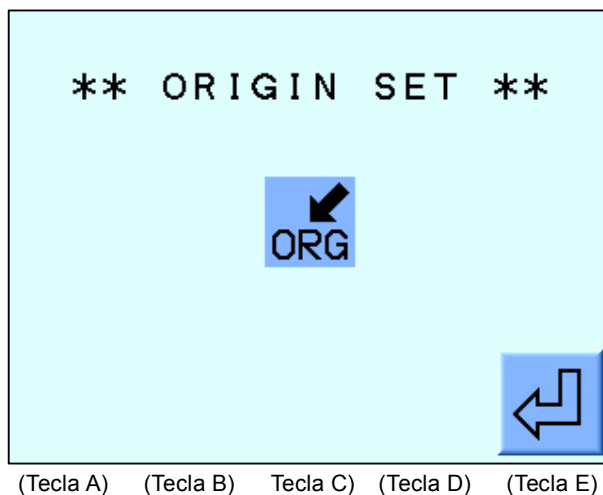 ** ORIGIN SET **
ORG
(Tecla A) (Tecla B) Tecla C) (Tecla D) (Tecla E)